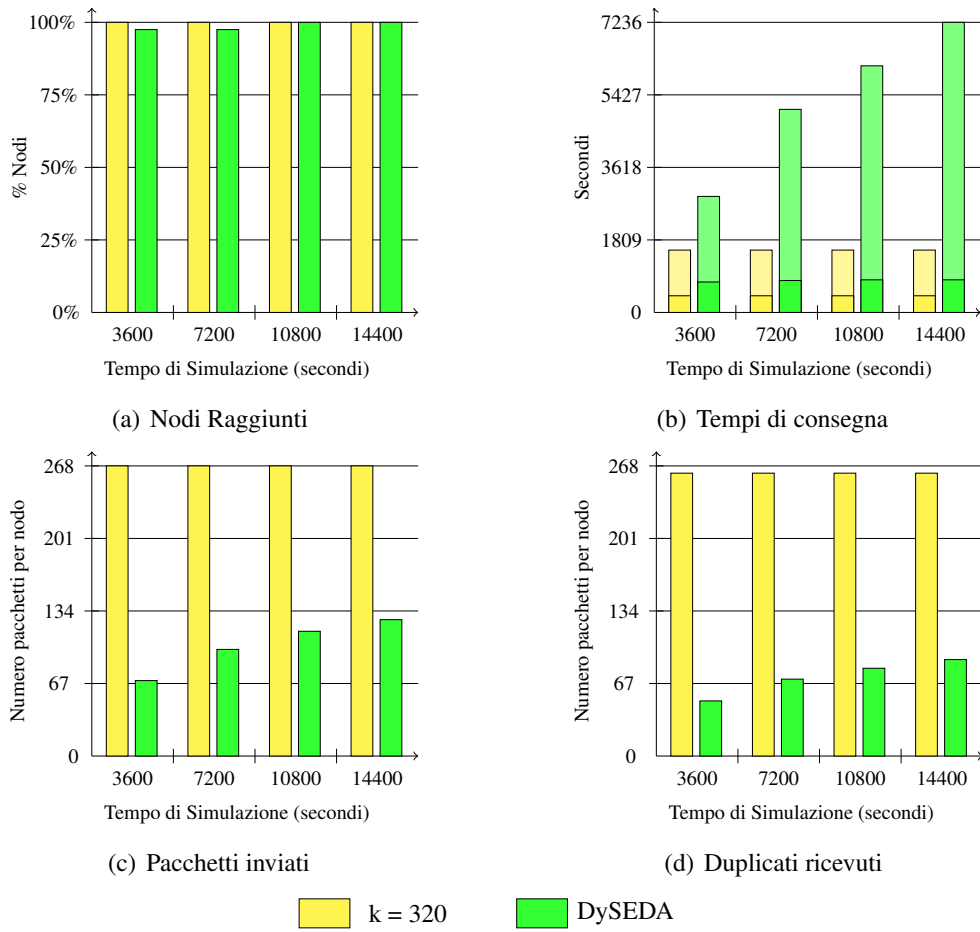 100%
75%
50%
25%
0%
% Nodi
3600 7200 10800 14400
Tempo di Simulazione (secondi)
(a) Nodi Raggiunti
7236
5427
3618
1809
0
Secondi
3600 7200 10800 14400
Tempo di Simulazione (secondi)
(b) Tempi di consegna
268
201
134
67
0
Numero pacchetti per nodo
3600 7200 10800 14400
Tempo di Simulazione (secondi)
(c) Pacchetti inviati
268
201
134
67
0
Numero pacchetti per nodo
3600 7200 10800 14400
Tempo di Simulazione (secondi)
(d) Duplicati ricevuti
k = 320 DySEDA